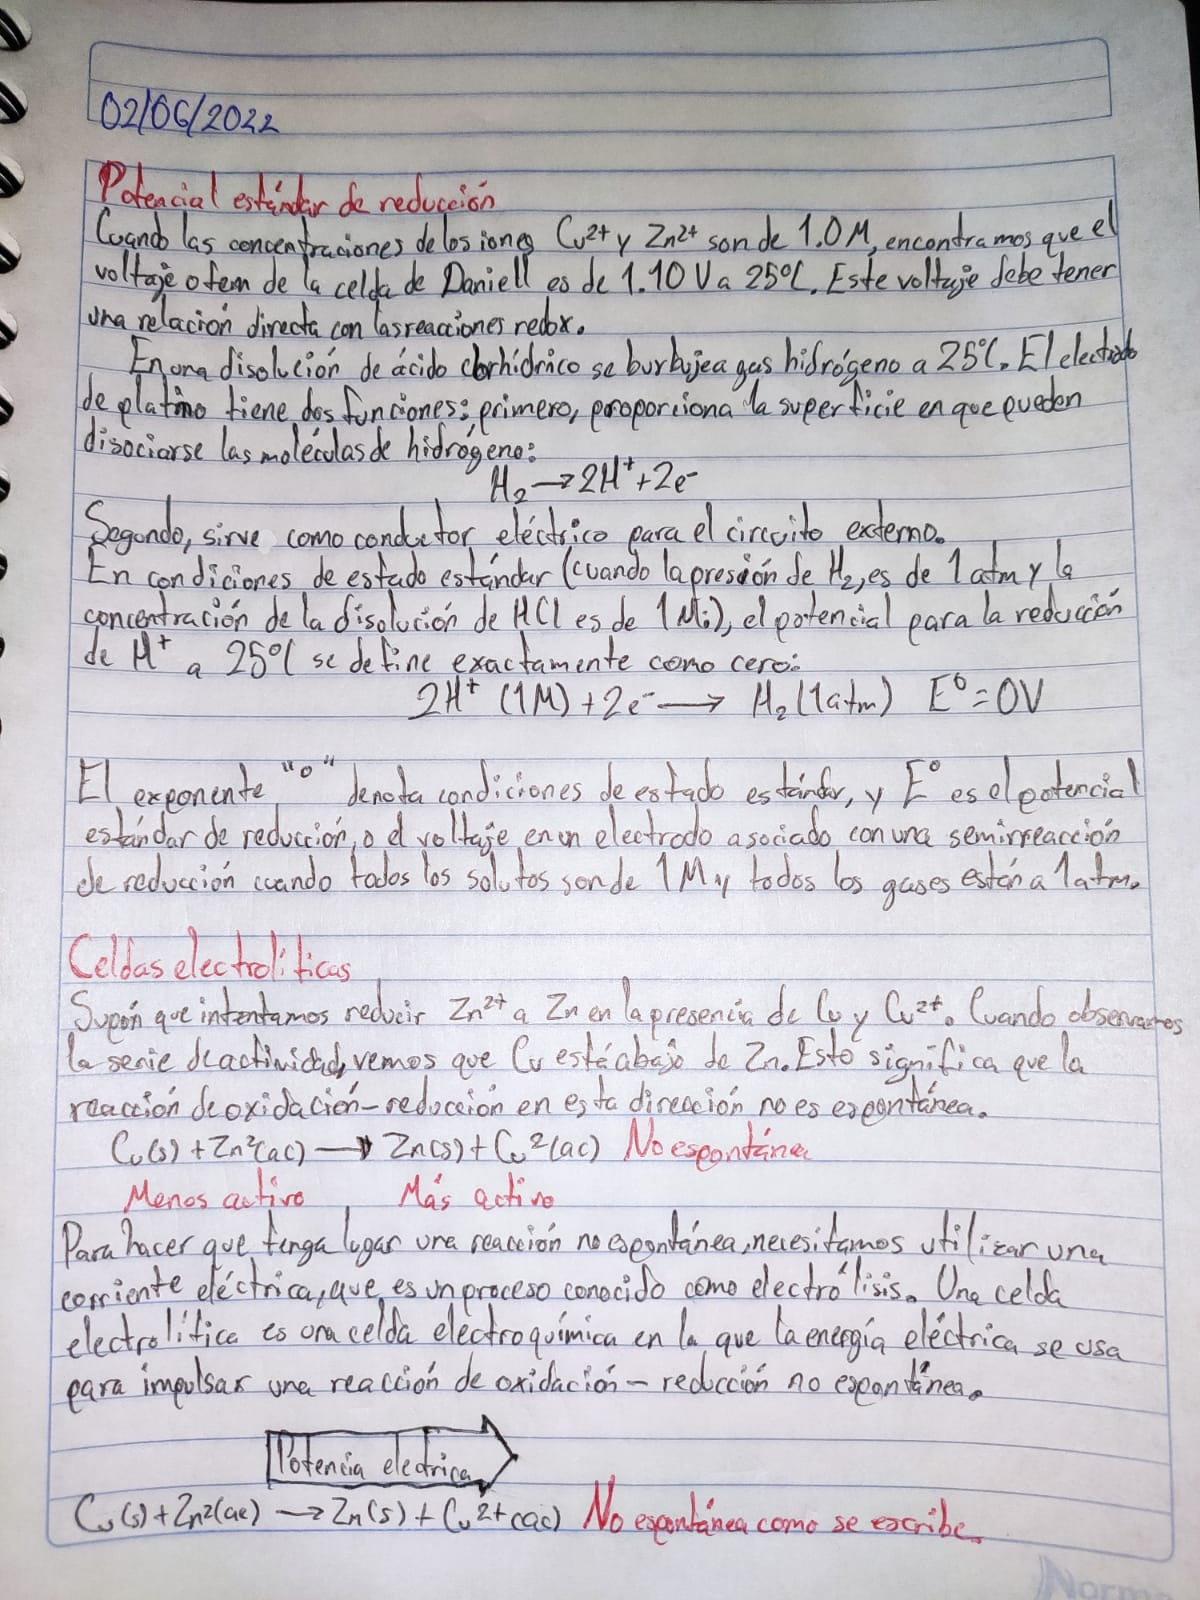 02/06/2022
Potencial estándar de reducción
Cuando las concentraciones de los iones Cu2+ y Zn2+ son de 1.0 M, encontramos que el
voltaje o fem de la celda de Daniell es de 1.10 V a 25°C. Este voltaje debe tener
una relación directa con las reacciones redox.
En una disolución de ácido clorhídrico se burbujea gas hidrógeno a 25°C. El electrodo
de platino tiene dos funciones: primero, proporciona la superficie en que pueden
disociarse las moléculas de hidrógeno:
H₂ → 2H⁺ + 2e⁻
Segundo, sirve como conductor eléctrico para el circuito externo.
En condiciones de estado estándar (cuando la presión de H₂, es de 1 atm y la
concentración de la disolución de HCl es de 1 M:), el potencial para la reducción
de H⁺ a 25°C se define exactamente como cero:
2H⁺ (1M) + 2e⁻ → H₂ (1atm) E° = 0V
El exponente "o" denota condiciones de estado estándar, y E° es el potencial
estándar de reducción, o el voltaje en un electrodo asociado con una semirreacción
de reducción cuando todos los solutos son de 1 M y todos los gases están a 1 atm.
Celdas electrolíticas
Supón que intentamos reducir Zn2+ a Zn en la presencia de Cu y Cu2+. Cuando observamos
la serie de actividad, vemos que Cu está abajo de Zn. Esto significa que la
reacción de oxidación-reducción en esta dirección no es espontánea.
Cu(s) + Zn²(ac) → Zn(s) + Cu²(ac) No espontánea
Menos activo Más activo
Para hacer que tenga lugar una reacción no espontánea, necesitamos utilizar una
corriente eléctrica, que es un proceso conocido como electrólisis. Una celda
electrolítica es una celda electroquímica en la que la energía eléctrica se usa
para impulsar una reacción de oxidación - reducción no espontánea.
Potencia electrica
Cu(s) + Zn²(ac) → Zn(s) + Cu2+(ac) No espontánea como se escribe.
Norma